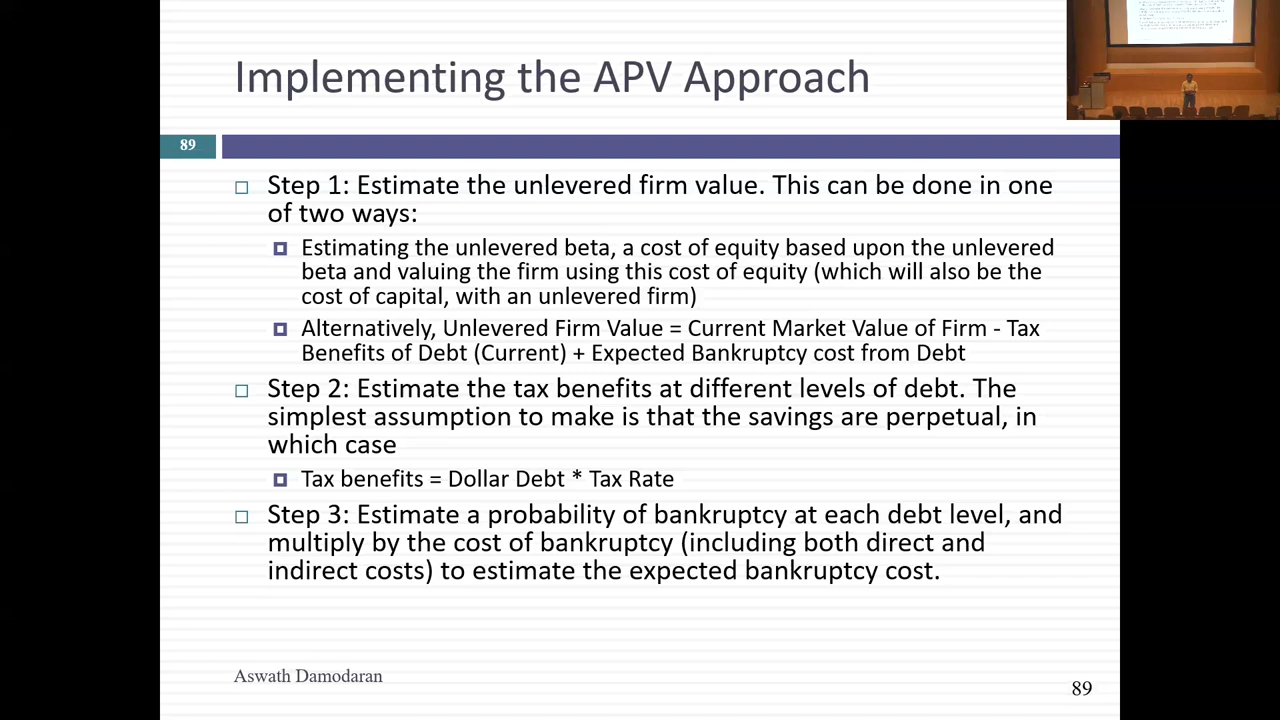 Implementing the APV Approach
89
□ Step 1: Estimate the unlevered firm value. This can be done in one
of two ways:
Estimating the unlevered beta, a cost of equity based upon the unlevered
beta and valuing the firm using this cost of equity (which will also be the
cost of capital, with an unlevered firm)
Alternatively, Unlevered Firm Value = Current Market Value of Firm - Tax
Benefits of Debt (Current) + Expected Bankruptcy cost from Debt
Step 2: Estimate the tax benefits at different levels of debt. The
simplest assumption to make is that the savings are perpetual, in
which case
Tax benefits = Dollar Debt * Tax Rate
Step 3: Estimate a probability of bankruptcy at each debt level, and
multiply by the cost of bankruptcy (including both direct and
indirect costs) to estimate the expected bankruptcy cost.
Aswath Damodaran
89